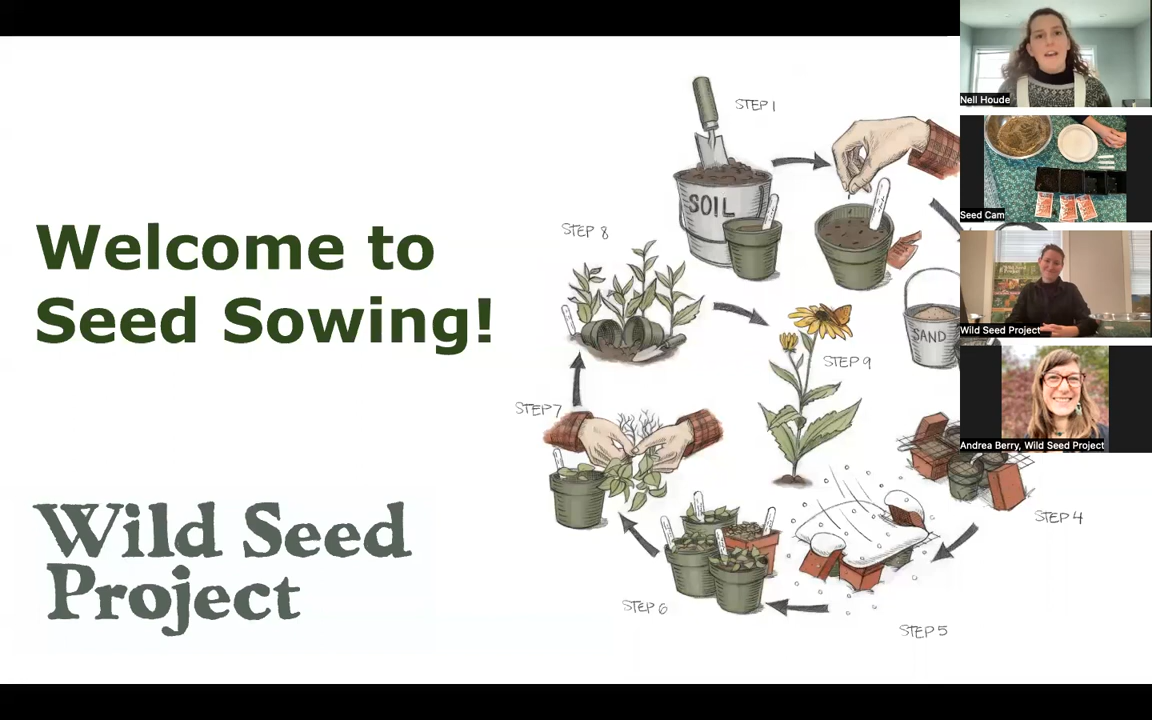 Welcome to
Seed Sowing!
Wild Seed
Project
STEP 1
SOIL
STEP 8
SAND
STEP 9
STEP 7
STEP 4
STEP 6
STEP 5
Nell Houde
Seed Cam
Wild Seed Project
Andrea Berry, Wild Seed Project